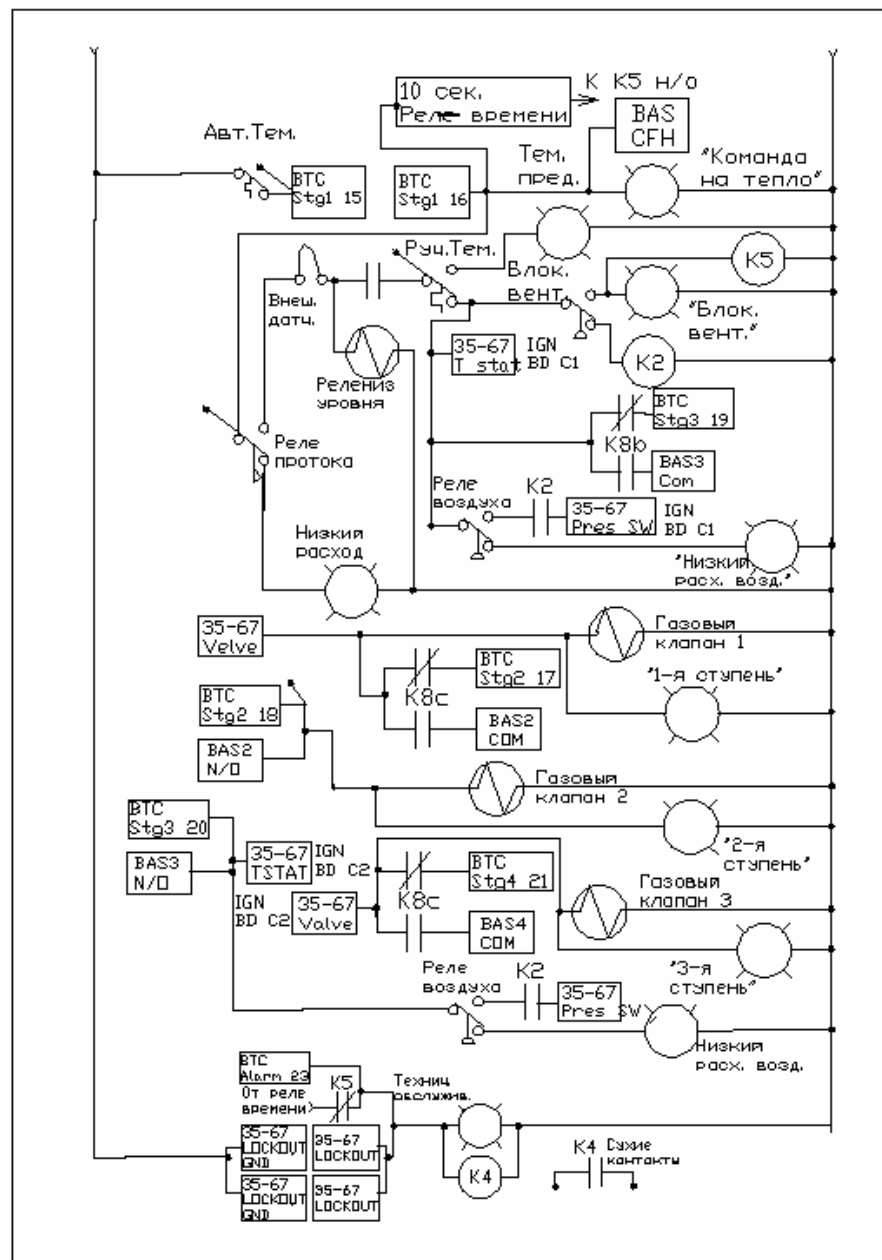 10 сек.
Реле времени
К К5 н/о
BAS
CFH
Авт.Тем.
BTC
Stg1 15
BTC
Stg1 16
Тем.
пред.
"Команда
на тепло"
Руч.Тем.
Внеш.
датч.
Блок.
вент.
K5
"Блок.
вент."
35-67
T stat
IGN
BD C1
K2
Релениз
уровня
BTC
Stg3 19
K8b
BAS3
Com
Реле
протока
Реле
воздуха
K2
35-67
Pres SW
IGN
BD C1
Низкий
расход
"Низкий
расх. возд."
35-67
Velve
Газовый
клапан 1
BTC
Stg2 17
K8c
BAS2
COM
"1-я ступень"
BTC
Stg2 18
BAS2
N/O
Газовый
клапан 2
"2-я
ступень"
BTC
Stg3 20
BAS3
N/O
35-67
TSTAT
IGN
BD C2
IGN
BD C2
35-67
Valve
BTC
Stg4 21
K8c
BAS4
COM
Газовый
клапан 3
"3-я
ступень"
Реле
воздуха
K2
35-67
Pres SW
Низкий
расх. возд.
BTC
Alarm 23
От реле
времени
K5
Технич
обслужив.
35-67
LOCKOUT
GND
35-67
LOCKOUT
35-67
LOCKOUT
GND
35-67
LOCKOUT
K4
K4
Сухие
контакты